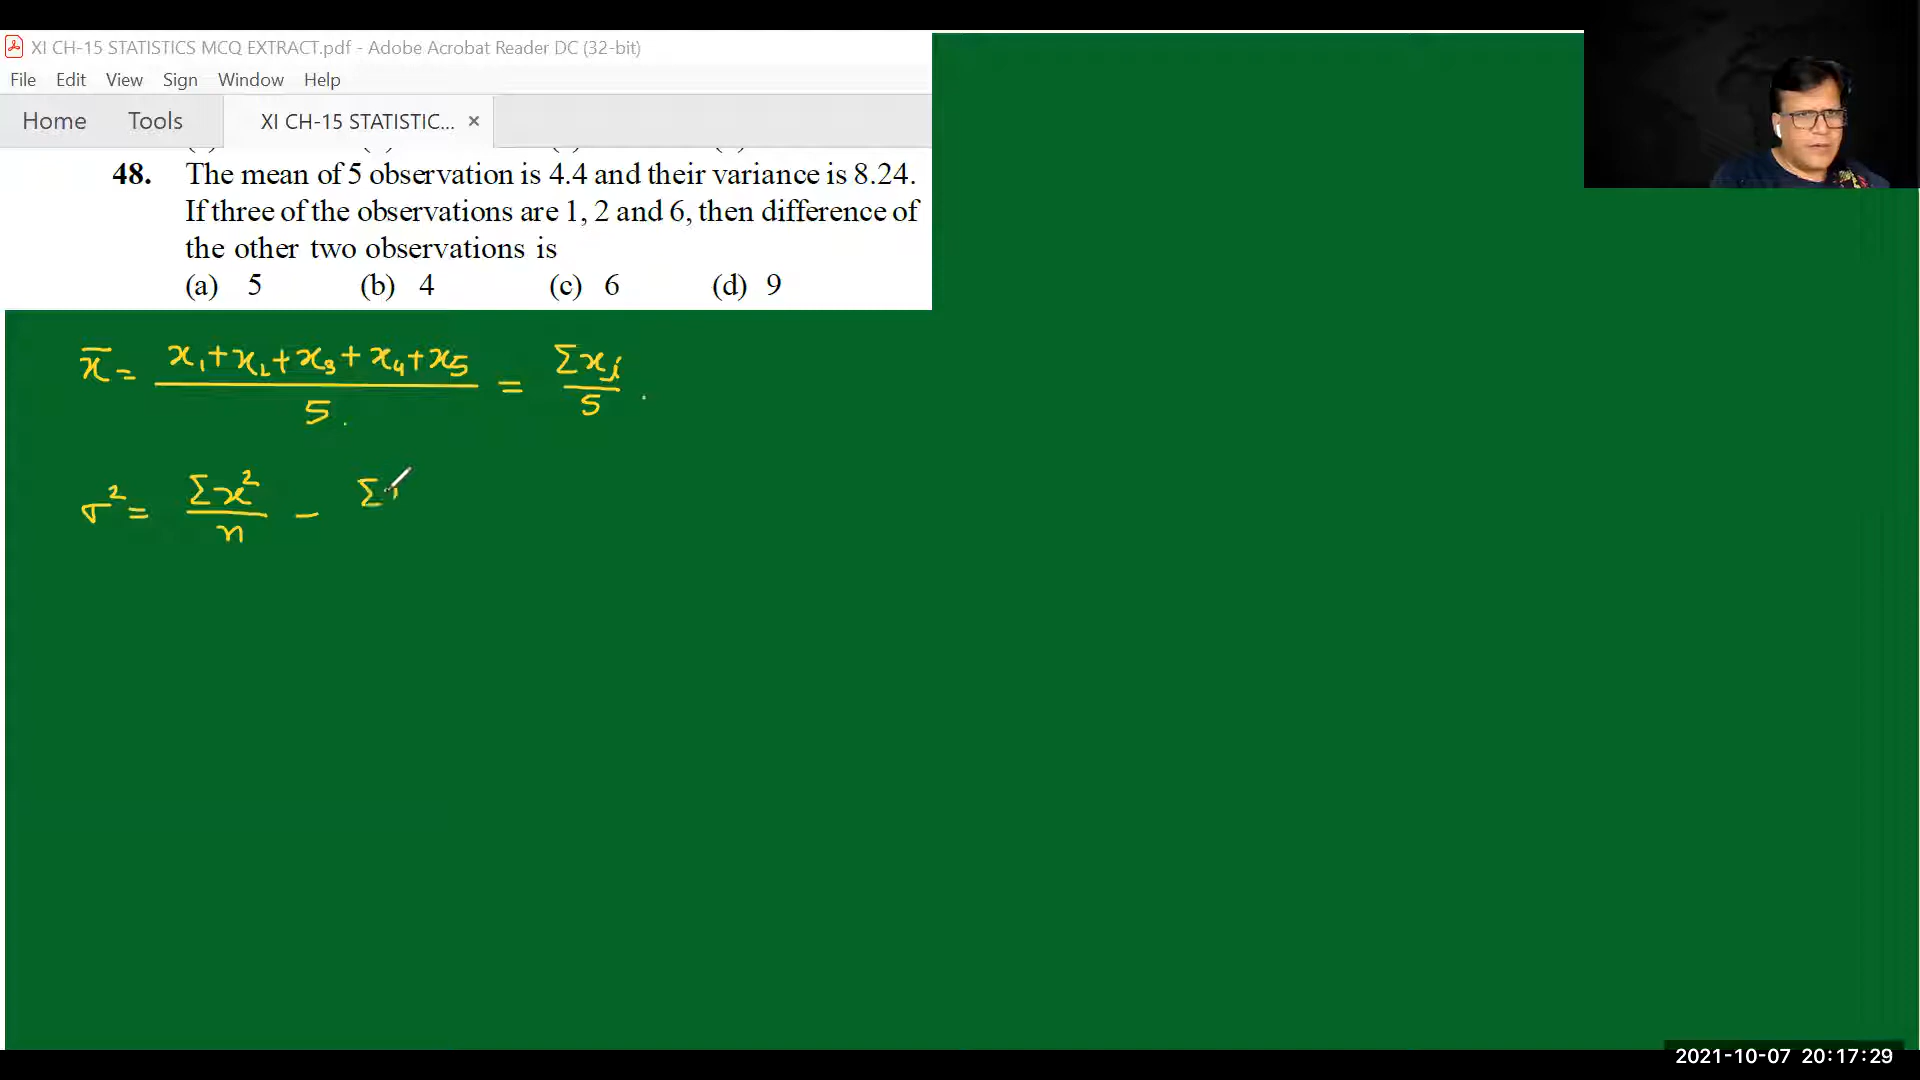 XI CH-15 STATISTICS MCQ EXTRACT.pdf - Adobe Acrobat Reader DC (32-bit)
File Edit View Sign Window Help
Home Tools XI CH-15 STATISTIC... ×
48. The mean of 5 observation is 4.4 and their variance is 8.24.
If three of the observations are 1, 2 and 6, then difference of
the other two observations is
(a) 5 (b) 4 (c) 6 (d) 9
x̄ = (x₁+x₂+x₃+x₄+x₅)/5 = Σxᵢ/5
σ² = Σx²/n - Σ
2021-10-07 20:17:29